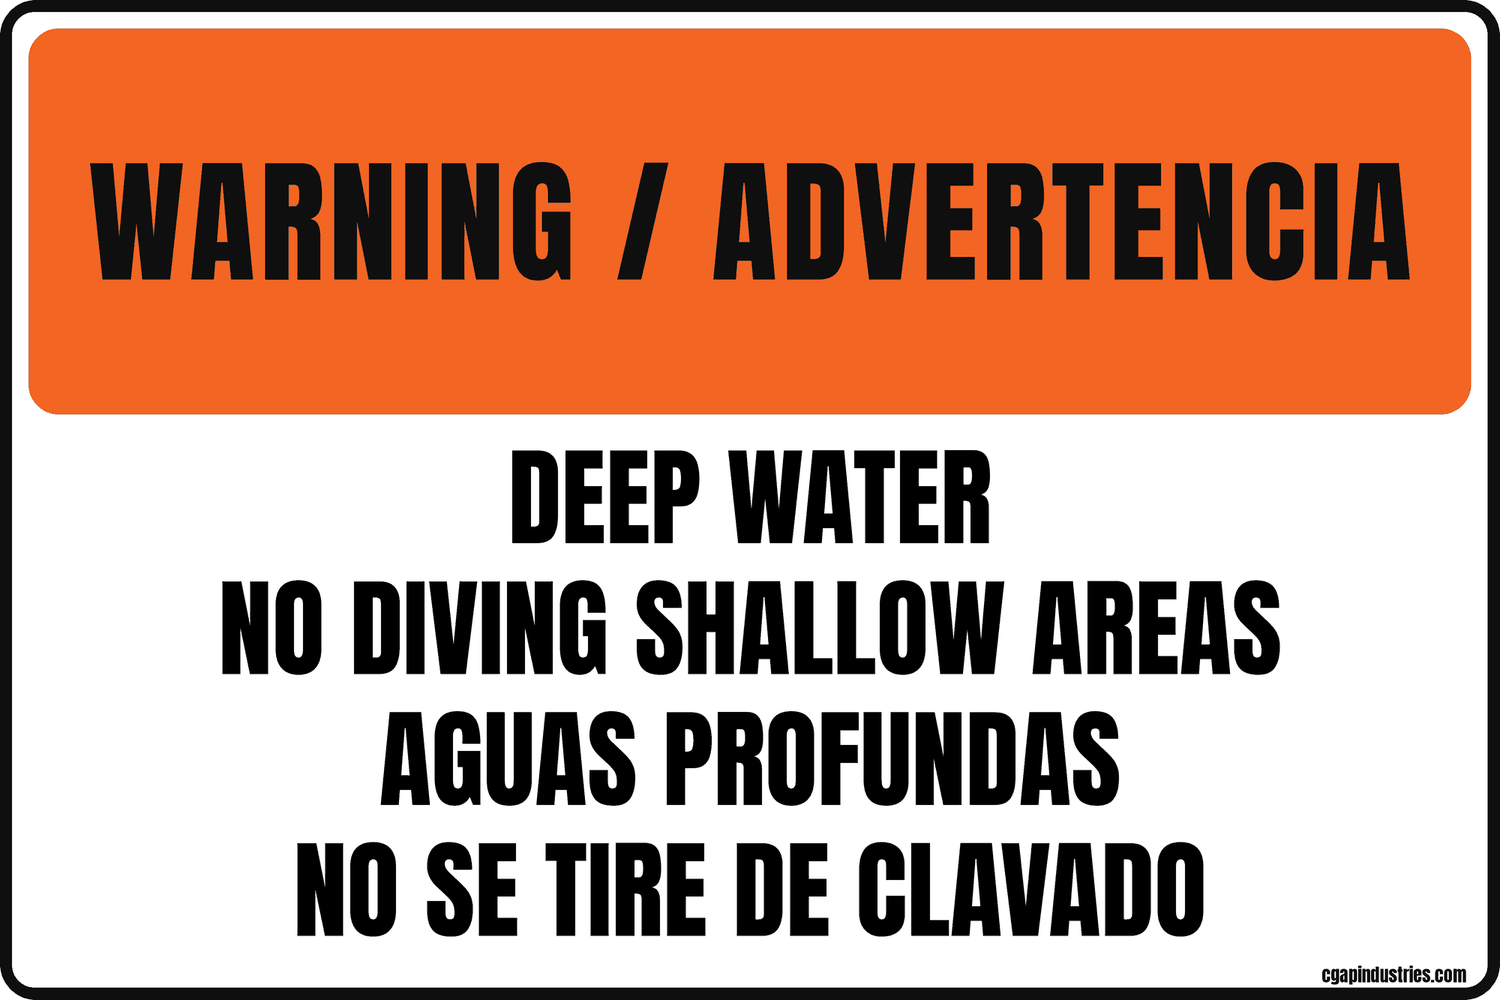 WARNING / ADVERTENCIA
DEEP WATER
NO DIVING SHALLOW AREAS
AGUAS PROFUNDAS
NO SE TIRE DE CLAVADO
cgapindustries.com